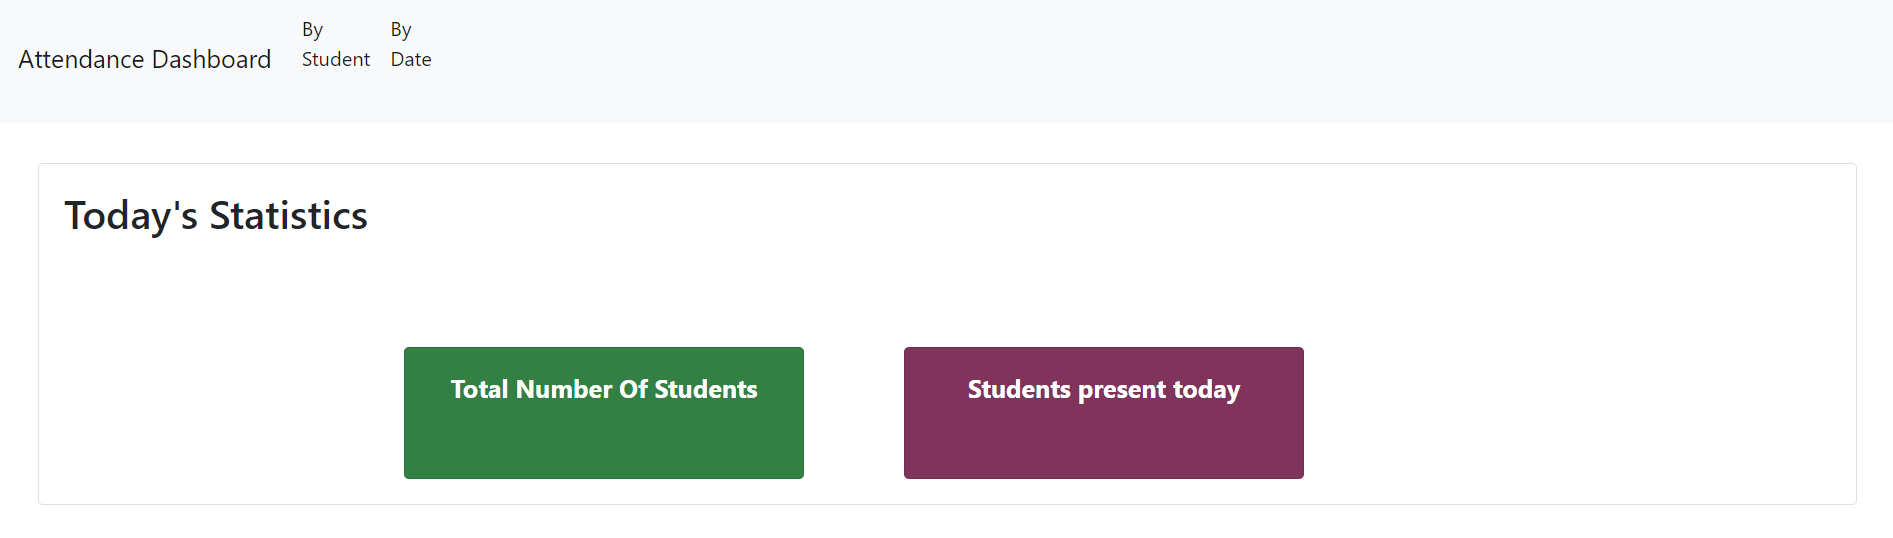 Attendance Dashboard
By Student
By Date
Today's Statistics
Total Number Of Students
Students present today